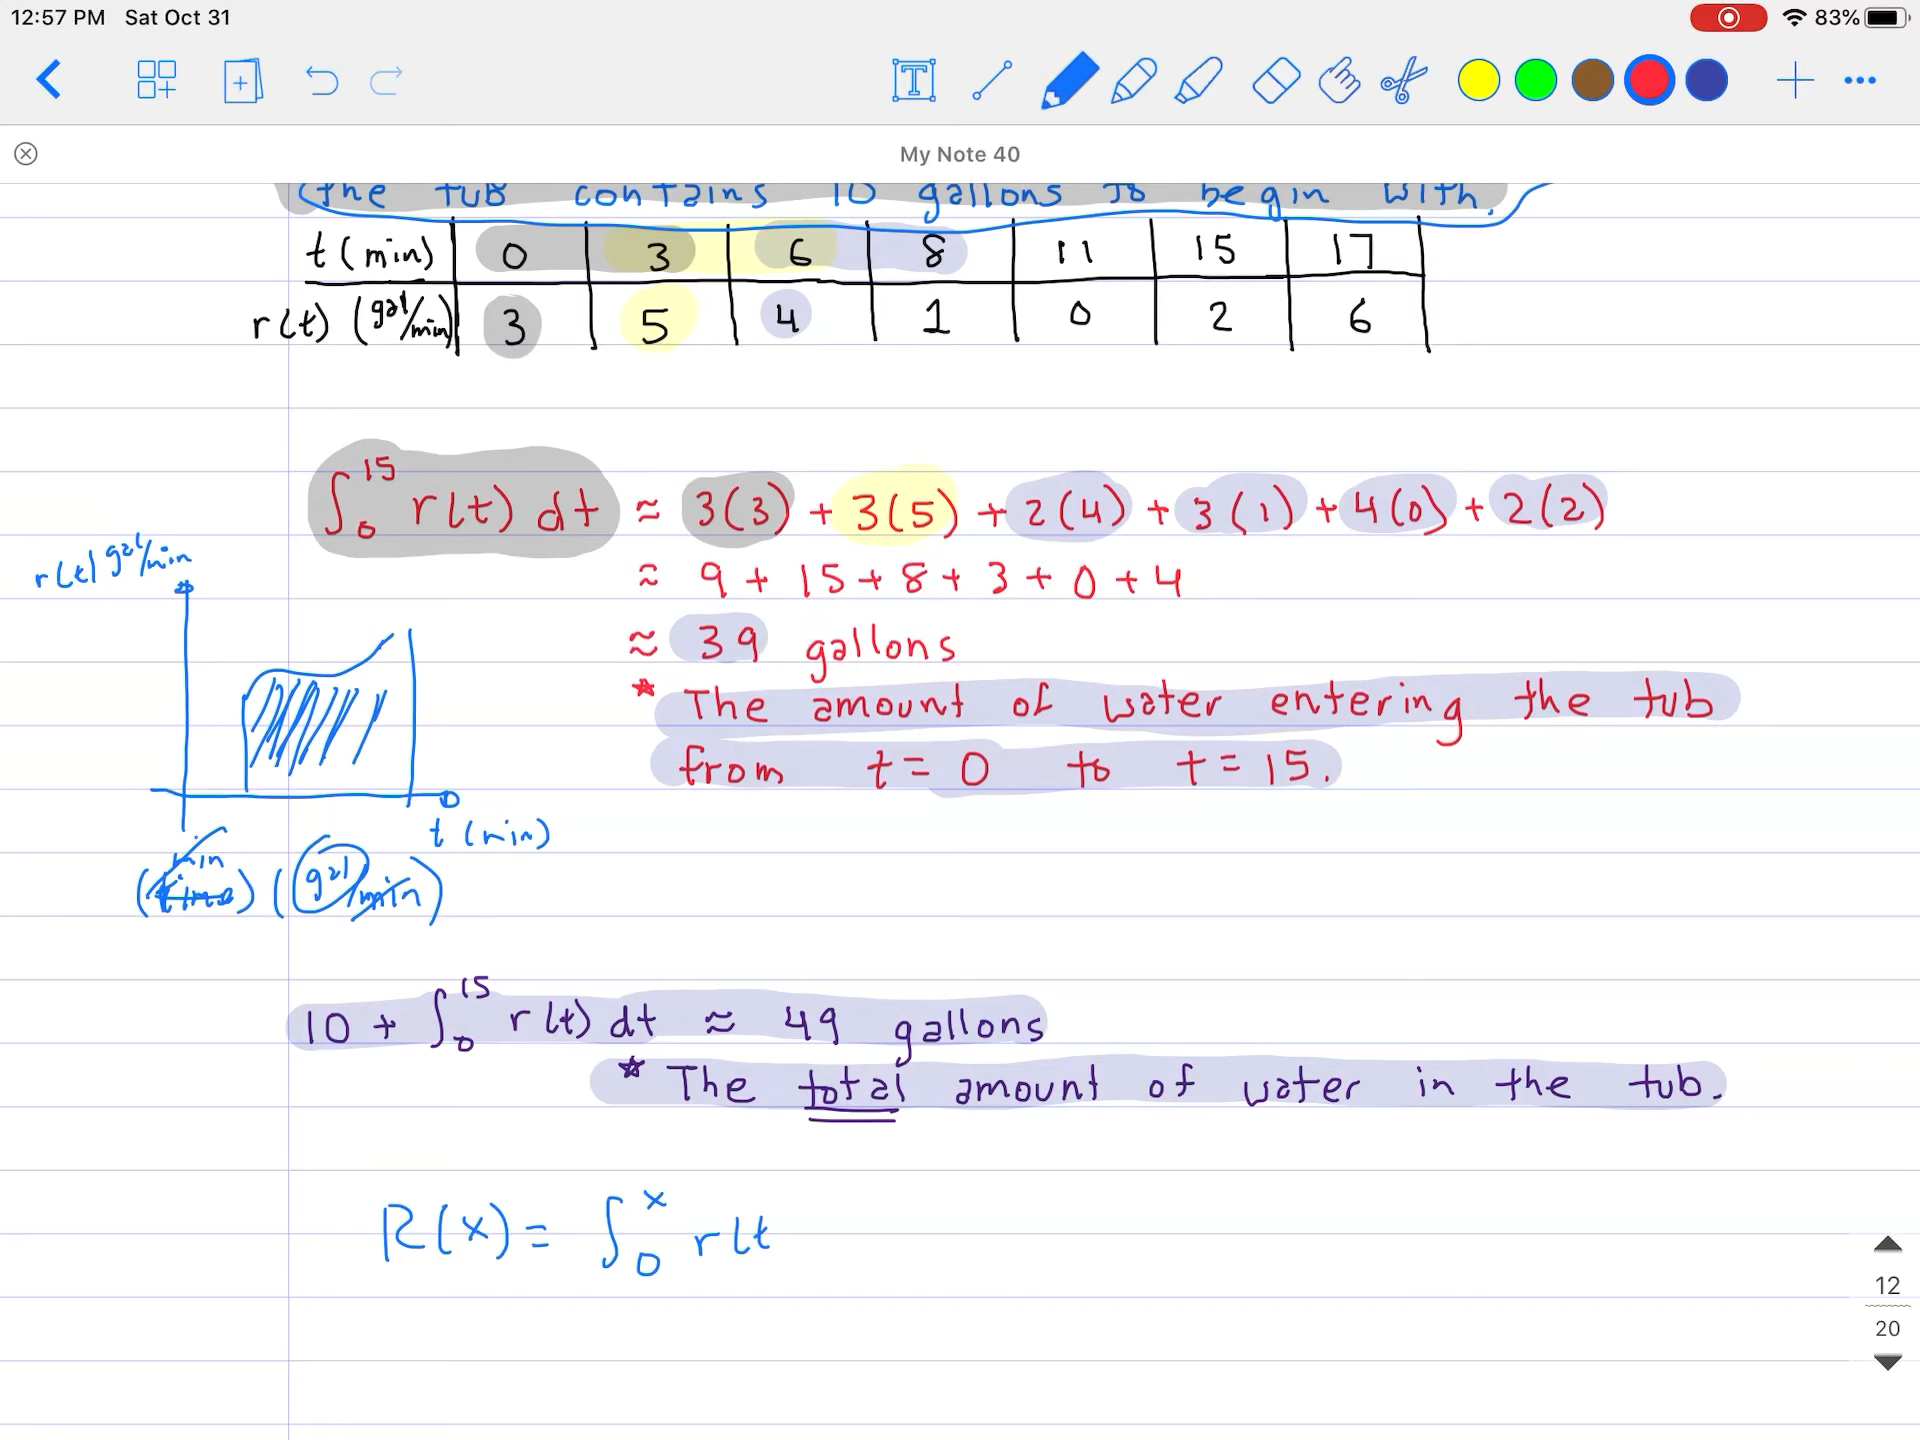 12:57 PM Sat Oct 31 83%
T
My Note 40
(the tub contains 10 gallons to begin with.
t (min) 0 3 6 8 11 15 17
r(t) (gal/min) 3 5 4 1 0 2 6
∫₀¹⁵ r(t) dt ≈ 3(3) + 3(5) + 2(4) + 3(1) + 4(0) + 2(2)
≈ 9 + 15 + 8 + 3 + 0 + 4
≈ 39 gallons
* The amount of water entering the tub
from t = 0 to t = 15.
r(t) gal/min
t (min)
min
(time) (gal/min)
10 + ∫₀¹⁵ r(t) dt ≈ 49 gallons
* The total amount of water in the tub.
R(x) = ∫₀ˣ r(t
12
20